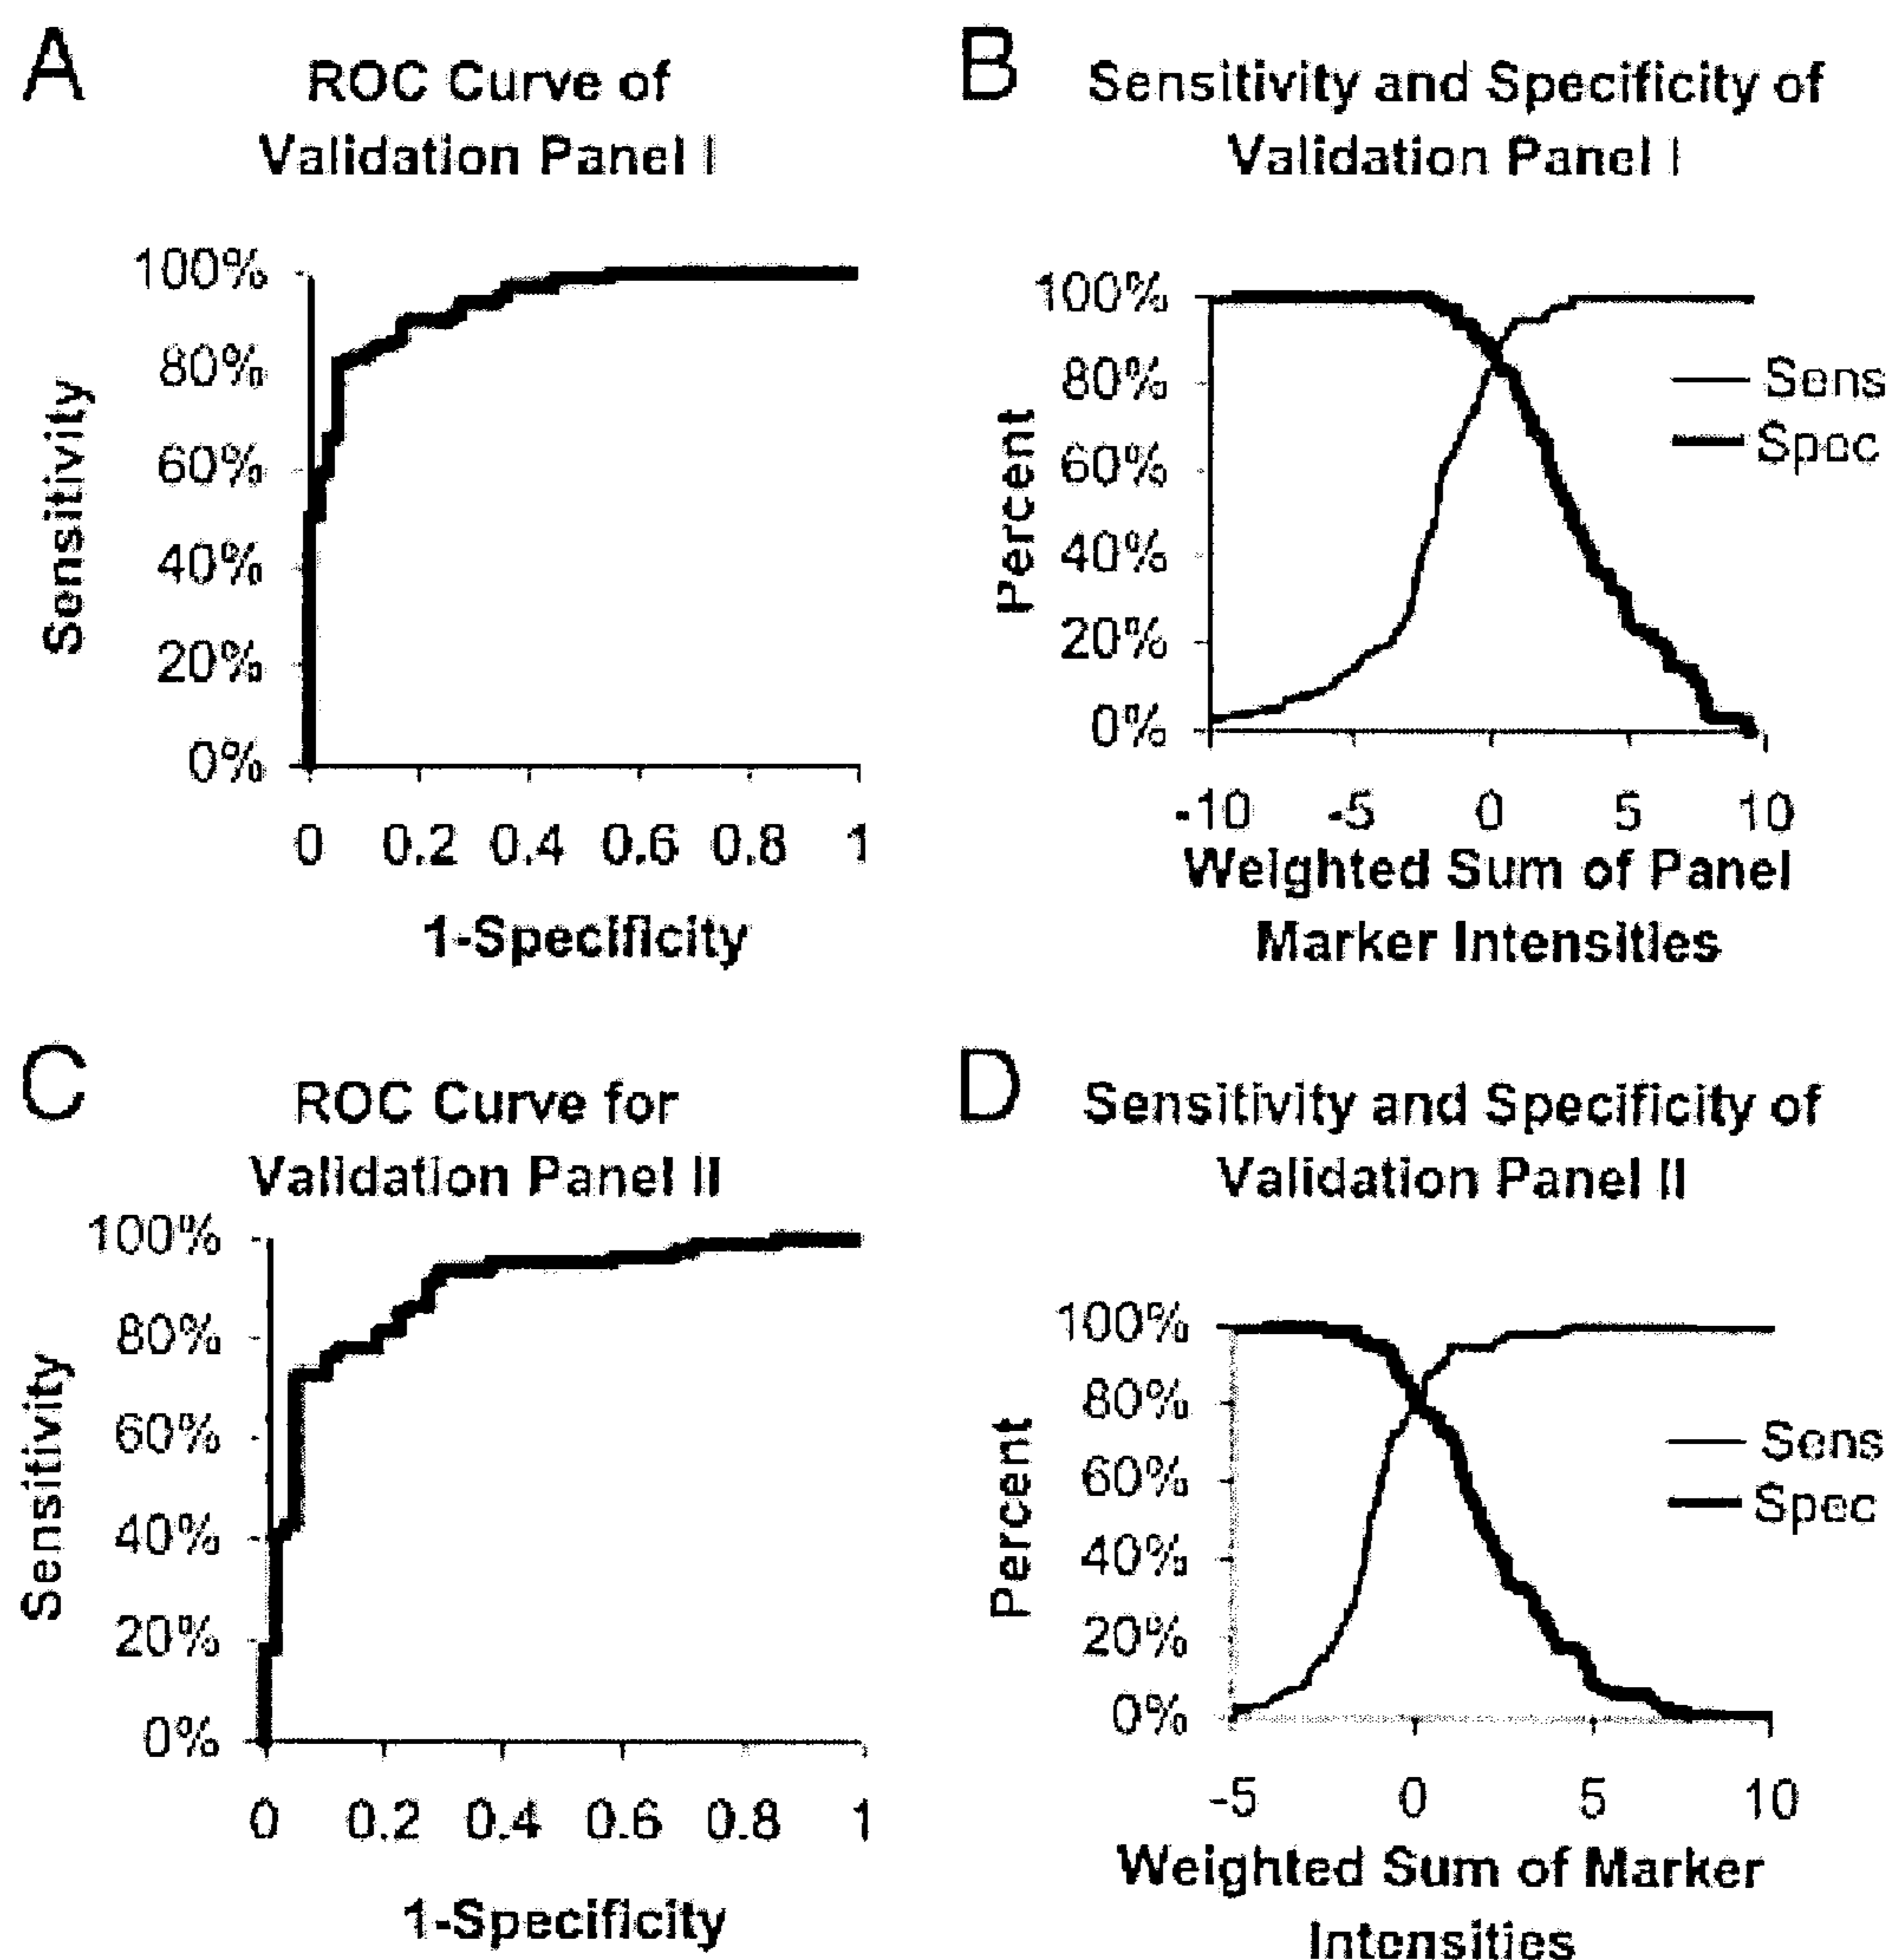 A
ROC Curve of
Validation Panel I
100%
80%
60%
40%
20%
0%
Sensitivity
0 0.2 0.4 0.6 0.8 1
1-Specificity
B
Sensitivity and Specificity of
Validation Panel I
100%
80%
60%
40%
20%
0%
Percent
Sens
Spec
-10 -5 0 5 10
Weighted Sum of Panel
Marker Intensities
C
ROC Curve for
Validation Panel II
100%
80%
60%
40%
20%
0%
Sensitivity
0 0.2 0.4 0.6 0.8 1
1-Specificity
D
Sensitivity and Specificity of
Validation Panel II
100%
80%
60%
40%
20%
0%
Percent
Sens
Spec
-5 0 5 10
Weighted Sum of Marker
Intensities